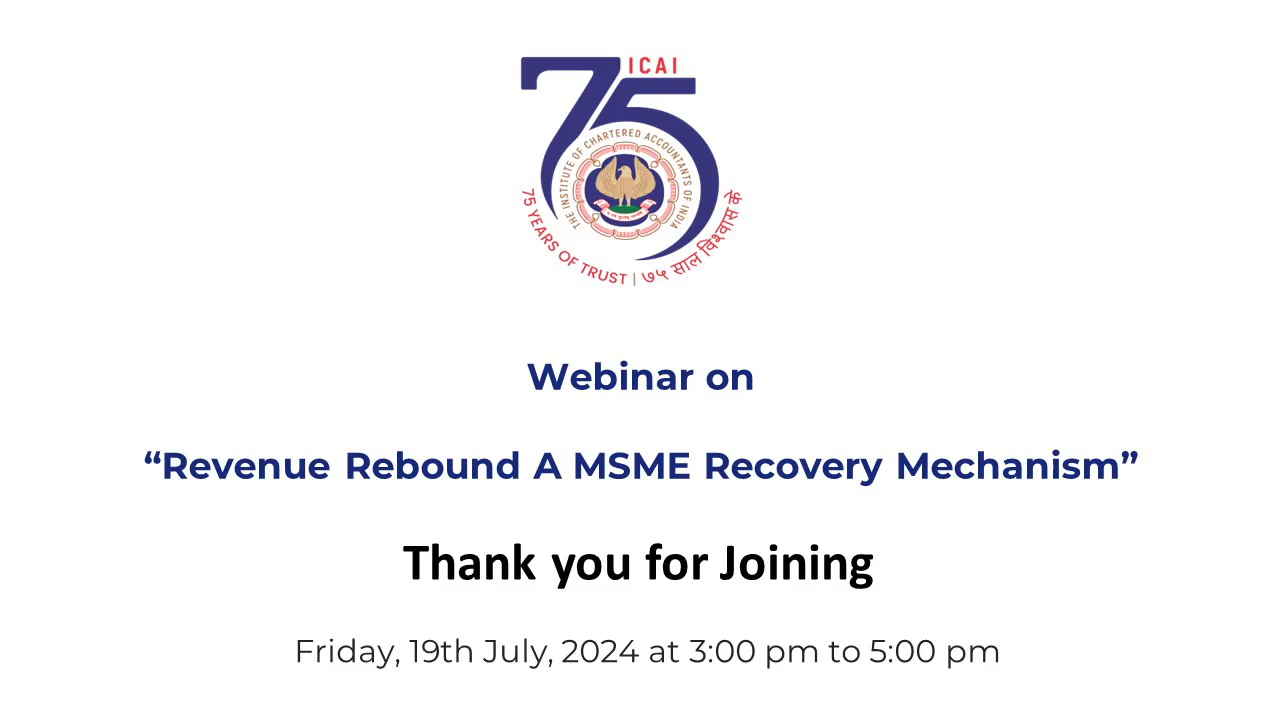 75
ICAI
THE INSTITUTE OF CHARTERED ACCOUNTANTS OF INDIA
75 YEARS OF TRUST | ७५ साल विश्वास के
Webinar on
“Revenue Rebound A MSME Recovery Mechanism”
Thank you for Joining
Friday, 19th July, 2024 at 3:00 pm to 5:00 pm